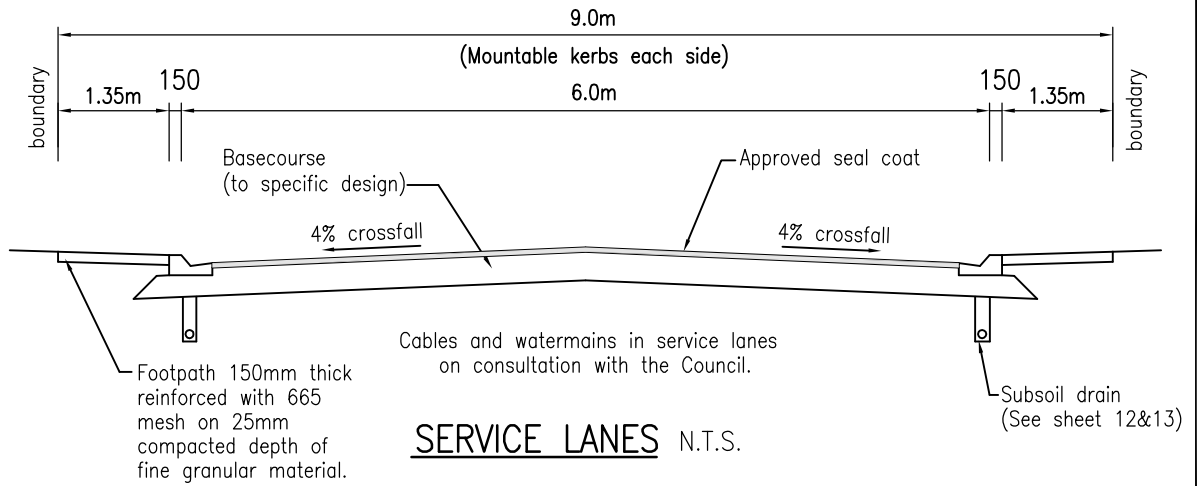 9.0m
(Mountable kerbs each side)
boundary
1.35m
150
6.0m
150
1.35m
boundary
Basecourse
(to specific design)
Approved seal coat
4% crossfall
4% crossfall
Cables and watermains in service lanes
on consultation with the Council.
Footpath 150mm thick
reinforced with 665
mesh on 25mm
compacted depth of
fine granular material.
Subsoil drain
(See sheet 12&13)
SERVICE LANES N.T.S.